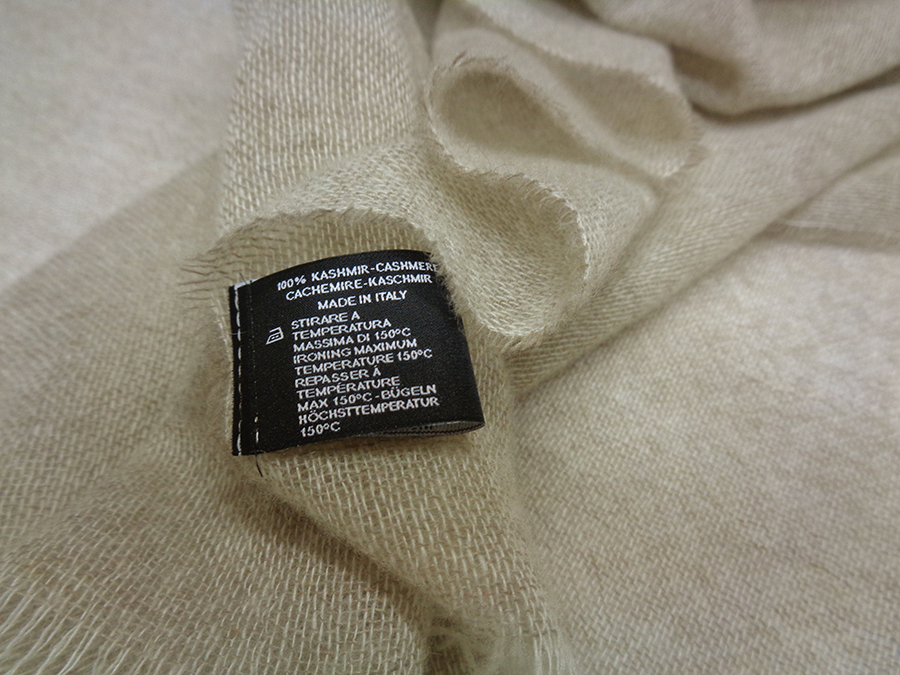 100% KASHMIR-CASHMERE
CACHEMIRE-KASCHMIR
MADE IN ITALY
STIRARE A
TEMPERATURA
MASSIMA DI 150°C
IRONING MAXIMUM
TEMPERATURE 150°C
REPASSER À
TEMPÉRATURE
MAX 150°C-BÜGELN
HÖCHSTTEMPERATUR
150°C